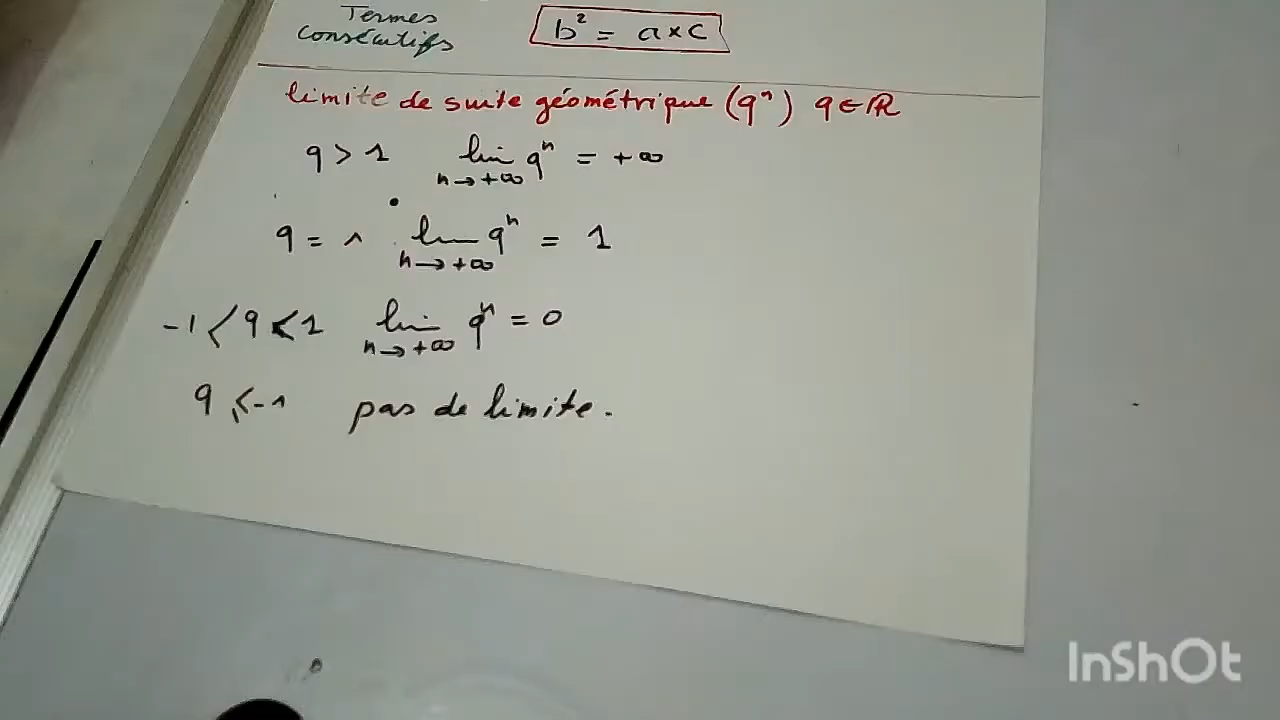 Termes
consécutifs
b² = a×c
limite de suite géométrique (qⁿ) q∈ℝ
q > 1 lim qⁿ = +∞
n→+∞
q = 1 lim qⁿ = 1
n→+∞
-1 < q < 1 lim qⁿ = 0
n→+∞
q ⩽ -1 pas de limite.
InShOt